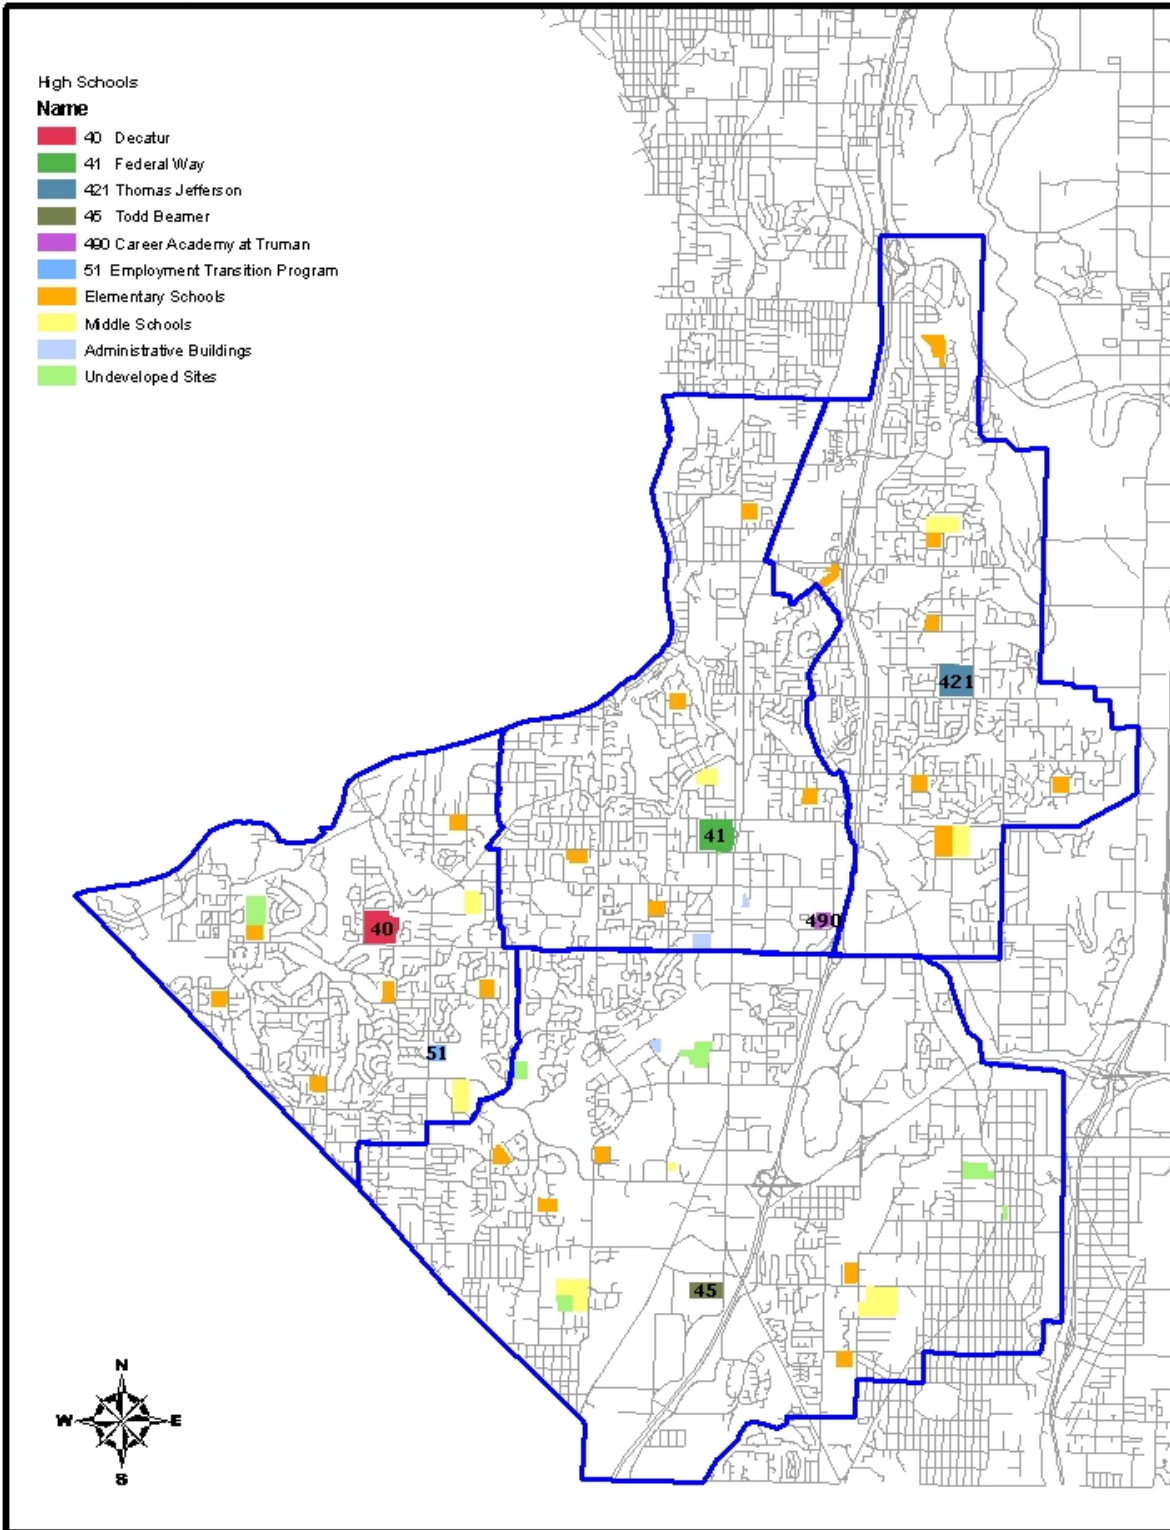 High Schools
Name
40 Decatur
41 Federal Way
421 Thomas Jefferson
45 Todd Beamer
490 Career Academy at Truman
51 Employment Transition Program
Elementary Schools
Middle Schools
Administrative Buildings
Undeveloped Sites
421
41
490
40
51
45
N
W E
S